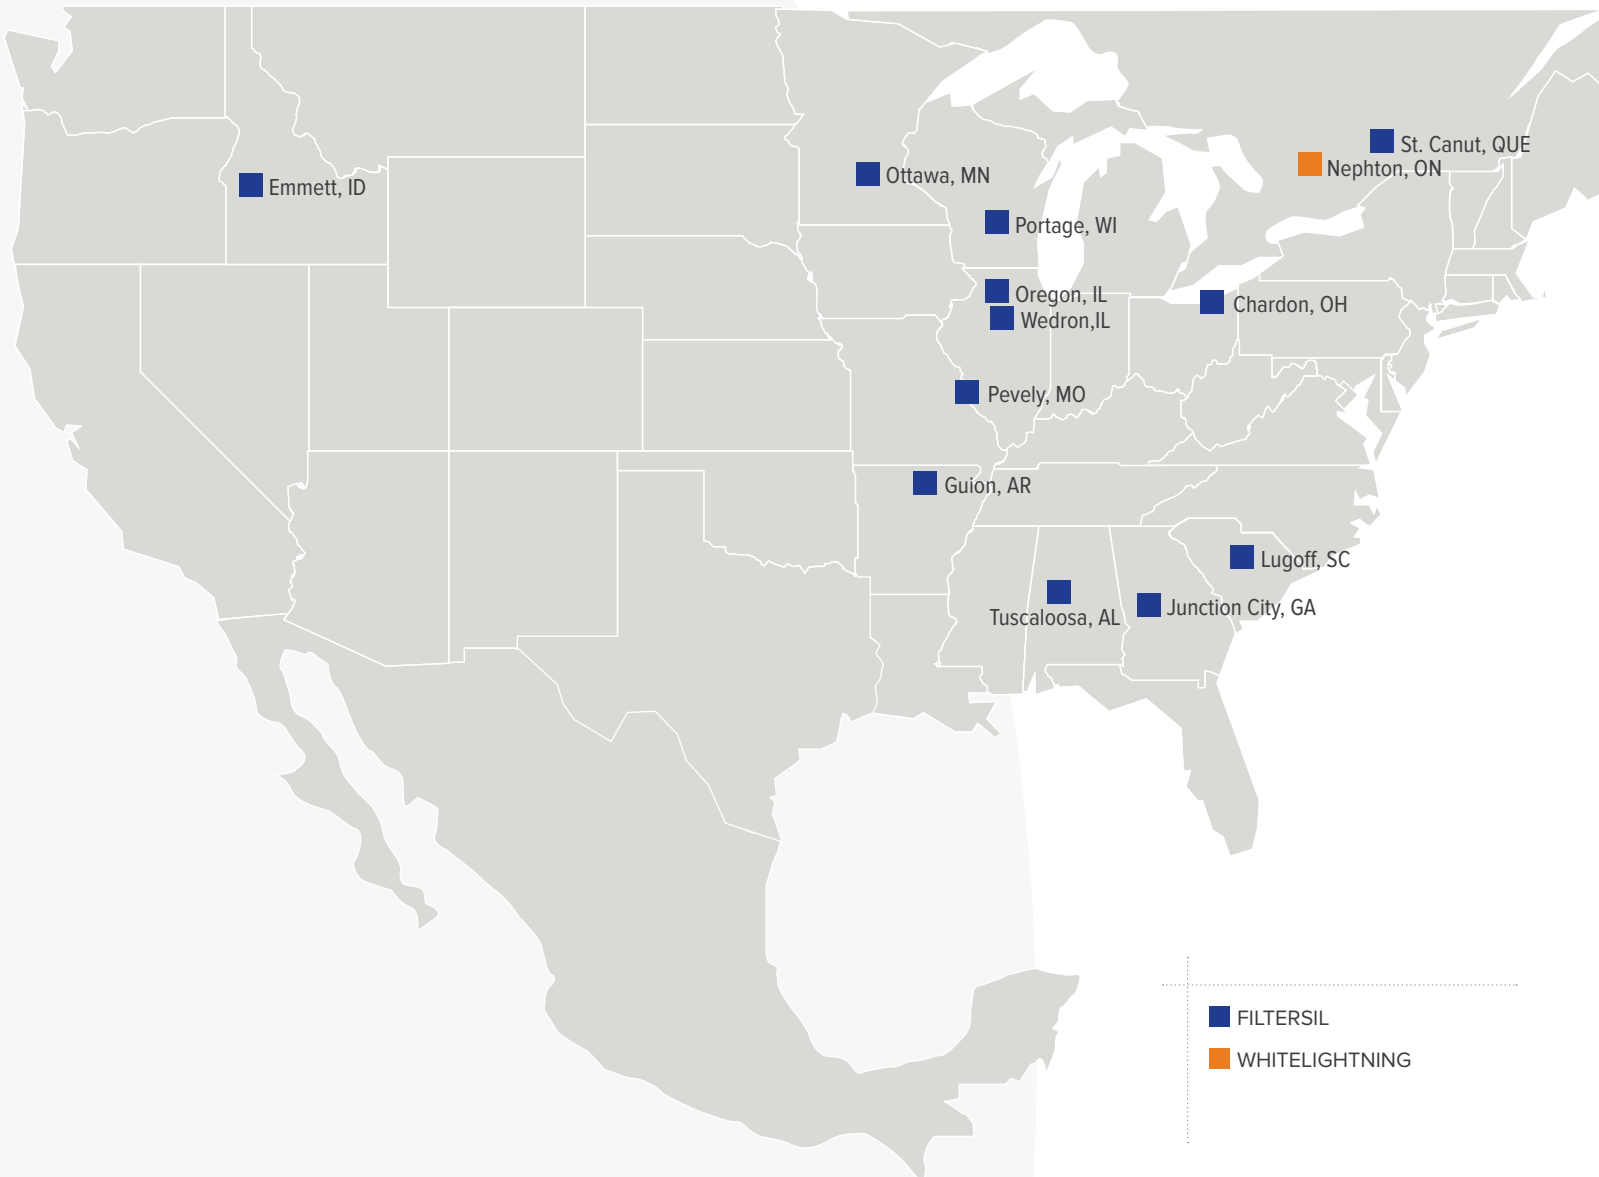 St. Canut, QUE
Nephton, ON
Emmett, ID
Ottawa, MN
Portage, WI
Oregon, IL
Chardon, OH
Wedron,IL
Pevely, MO
Guion, AR
Lugoff, SC
Tuscaloosa, AL
Junction City, GA
FILTERSIL
WHITELIGHTNING